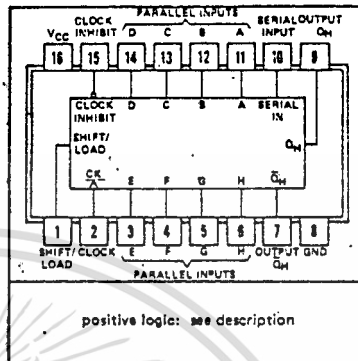 PARALLEL INPUTS
CLOCK SERIAL OUTPUT
VCC INHIBIT D C B A INPUT QH
16 15 14 13 12 11 10 9
CLOCK D C B A SERIAL
INHIBIT IN
SHIFT/
LOAD QH
CK E F G H Q̅H
1 2 3 4 5 6 7 8
SHIFT/ CLOCK E F G H OUTPUT GND
LOAD Q̅H
PARALLEL INPUTS
positive logic: see description